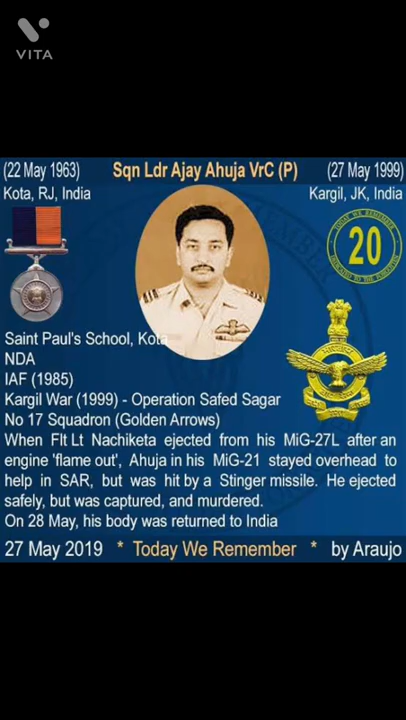 VITA
(22 May 1963) Sqn Ldr Ajay Ahuja VrC (P) (27 May 1999)
Kota, RJ, India Kargil, JK, India
TODAY WE REMEMBER
20
Saint Paul's School, Kota
NDA
IAF (1985)
Kargil War (1999) - Operation Safed Sagar
No 17 Squadron (Golden Arrows)
When Flt Lt Nachiketa ejected from his MiG-27L after an
engine 'flame out', Ahuja in his MiG-21 stayed overhead to
help in SAR, but was hit by a Stinger missile. He ejected
safely, but was captured, and murdered.
On 28 May, his body was returned to India
27 May 2019 * Today We Remember * by Araujo